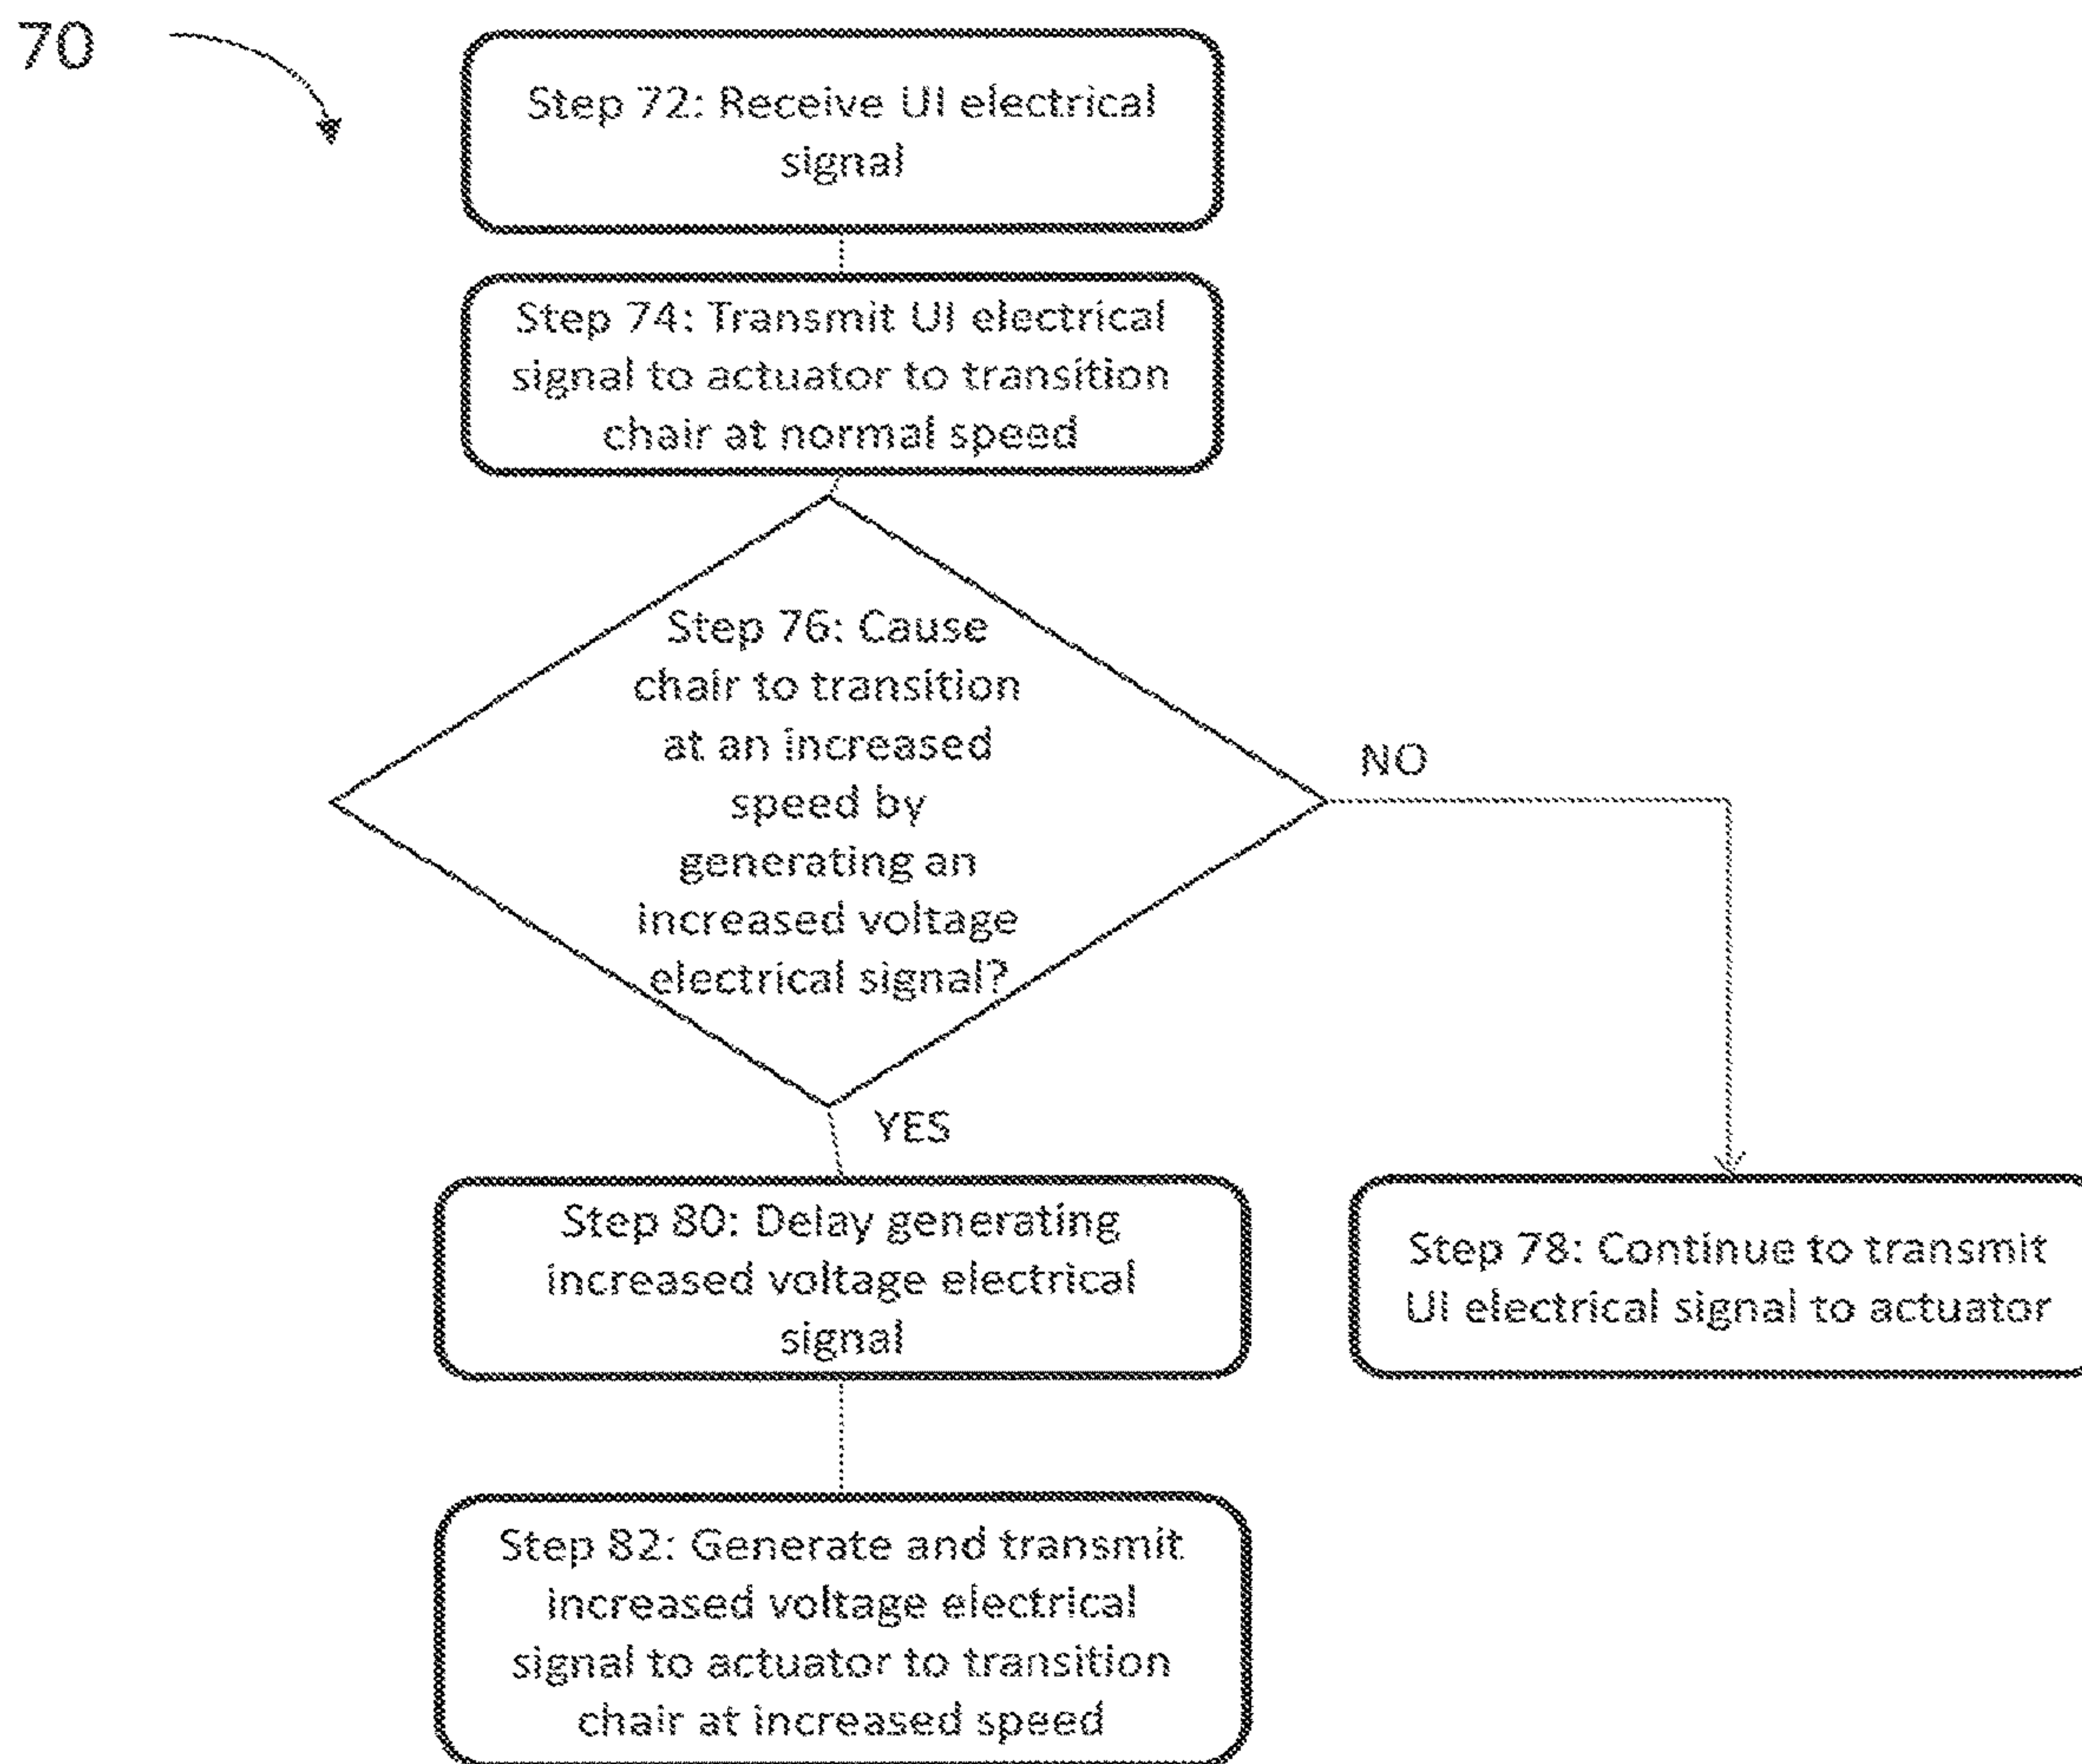 70
Step 72: Receive UI electrical
signal
Step 74: Transmit UI electrical
signal to actuator to transition
chair at normal speed
Step 76: Cause
chair to transition
at an increased
speed by
generating an
increased voltage
electrical signal?
NO
YES
Step 80: Delay generating
increased voltage electrical
signal
Step 78: Continue to transmit
UI electrical signal to actuator
Step 82: Generate and transmit
increased voltage electrical
signal to actuator to transition
chair at increased speed